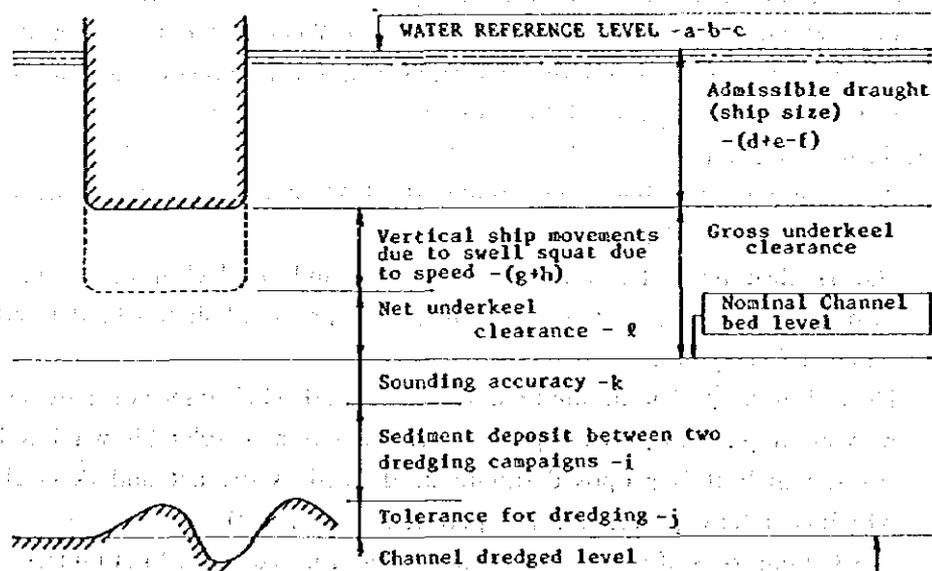 WATER REFERENCE LEVEL -a-b-c
Admissible draught
(ship size)
-(d+e-f)
Vertical ship movements
due to swell squat due
to speed -(g+h)
Gross underkeel
clearance
Net underkeel
clearance - ℓ
Nominal Channel
bed level
Sounding accuracy -k
Sediment deposit between two
dredging campaigns -i
Tolerance for dredging -j
Channel dredged level